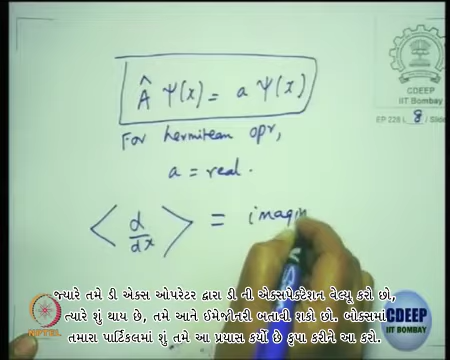 Â Ψ(x) = a Ψ(x)
For hermitean opr,
a = real.
⟨ d/dx ⟩ = imagin
CDEEP
IIT Bombay
EP 228 L / Slide
8
CDEEP
IIT BOMBAY
જ્યારે તમે ડી એક્સ ઓપરેટર દ્વારા ડી ની એક્સપેક્ટેશન વેલ્યૂ કરો છો,
ત્યારે શું થાય છે, તમે આને ઈમેજીનરી બતાવી શકો છો. બોક્સમાં
તમારા પાર્ટિકલમાં શું તમે આ પ્રયાસ કર્યો છે કૃપા કરીને આ કરો.